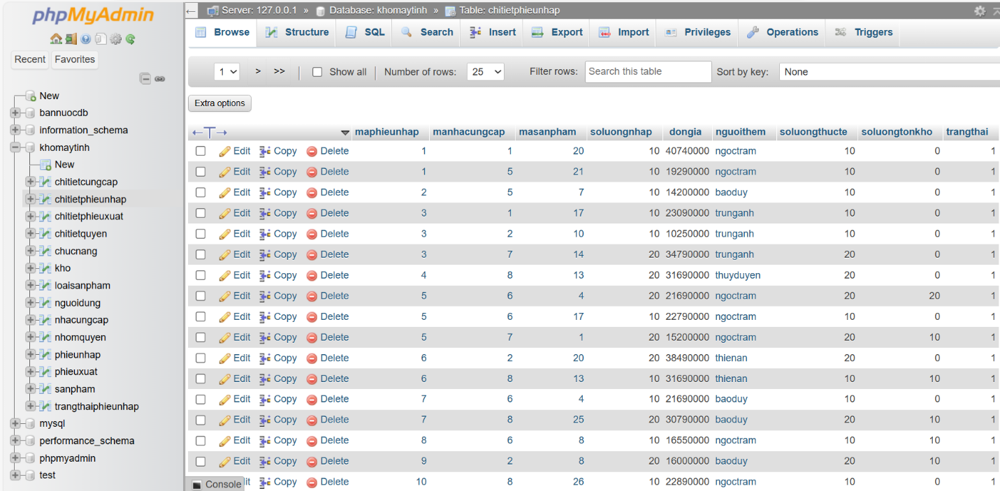 phpMyAdmin
Recent Favorites
New
bannuocdb
information_schema
khomaytinh
New
chitietcungcap
chitietphieunhap
chitietphieuxuat
chitietquyen
chucnang
kho
loaisanpham
nguoidung
nhacungcap
nhomquyen
phieunhap
phieuxuat
sanpham
trangthaiphieunhap
mysql
performance_schema
phpmyadmin
test
Server: 127.0.0.1 » Database: khomaytinh » Table: chitietphieunhap
Browse Structure SQL Search Insert Export Import Privileges Operations Triggers
1 > >> Show all Number of rows: 25 Filter rows: Search this table Sort by key: None
Extra options
←T→ maphieunhap manhacungcap masanpham soluongnhap dongia nguoithem soluongthucte soluongtonkho trangthai
Edit Copy Delete 1 1 20 10 40740000 ngoctram 10 0 1
Edit Copy Delete 1 5 21 10 19290000 ngoctram 10 0 1
Edit Copy Delete 2 5 7 10 14200000 baoduy 10 0 1
Edit Copy Delete 3 1 17 10 23090000 trunganh 10 0 1
Edit Copy Delete 3 2 10 10 10250000 trunganh 10 0 1
Edit Copy Delete 3 7 14 20 34790000 trunganh 20 0 1
Edit Copy Delete 4 8 13 20 31690000 thuyduyen 20 0 1
Edit Copy Delete 5 6 4 20 21690000 ngoctram 20 20 1
Edit Copy Delete 5 6 17 10 22790000 ngoctram 10 0 1
Edit Copy Delete 5 7 1 20 15200000 ngoctram 20 10 1
Edit Copy Delete 6 2 20 20 38490000 thienan 20 0 1
Edit Copy Delete 6 8 13 10 31690000 thienan 10 10 1
Edit Copy Delete 7 6 4 10 21690000 baoduy 10 0 1
Edit Copy Delete 7 8 25 20 30790000 baoduy 20 10 1
Edit Copy Delete 8 6 8 10 16550000 ngoctram 10 10 1
Edit Copy Delete 9 2 8 20 16000000 baoduy 20 10 1
Console it Copy Delete 10 8 26 10 22890000 ngoctram 10 0 1